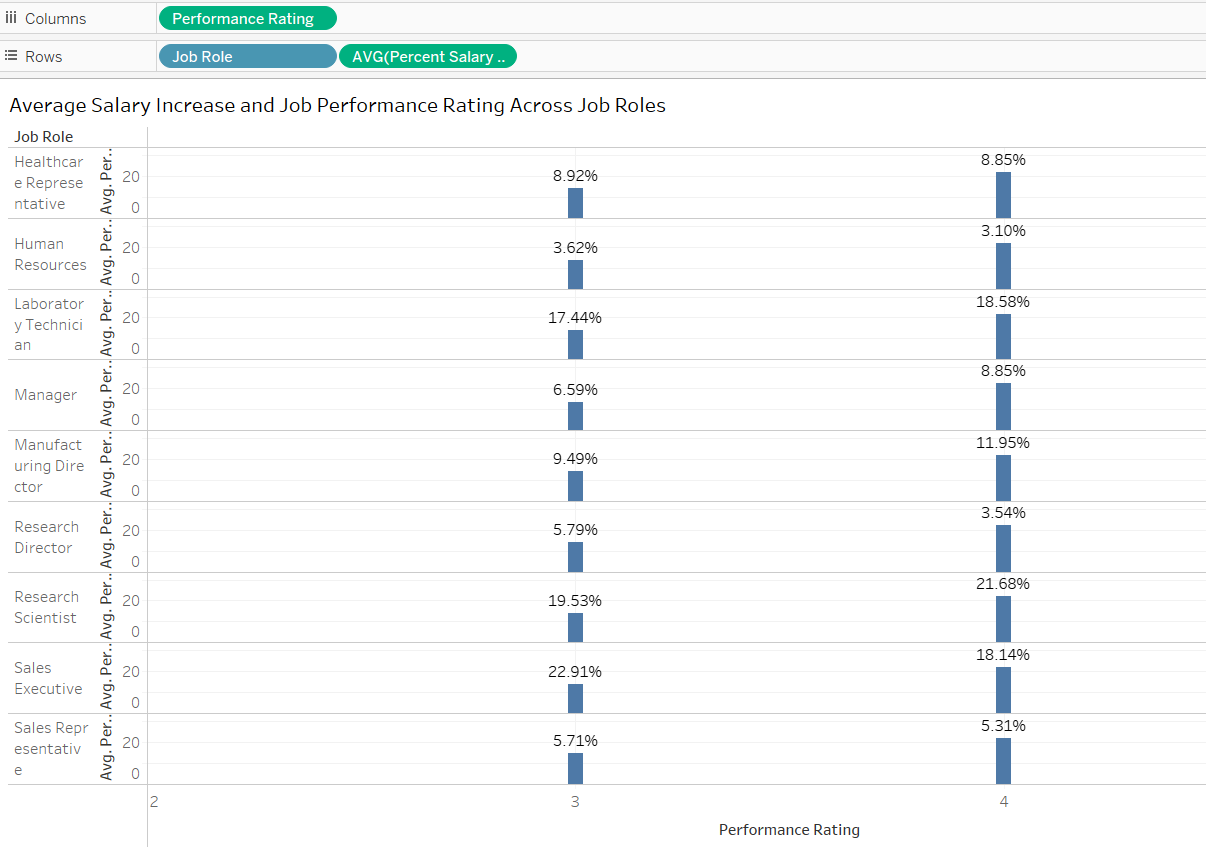 Columns
Performance Rating
Rows
Job Role
AVG(Percent Salary ..
Average Salary Increase and Job Performance Rating Across Job Roles
Job Role
Healthcar
e Represe
ntative
Avg. Per..
20
0
8.92%
8.85%
Human
Resources
Avg. Per..
20
0
3.62%
3.10%
Laborator
y Technici
an
Avg. Per..
20
0
17.44%
18.58%
Manager
Avg. Per..
20
0
6.59%
8.85%
Manufact
uring Dire
ctor
Avg. Per..
20
0
9.49%
11.95%
Research
Director
Avg. Per..
20
0
5.79%
3.54%
Research
Scientist
Avg. Per..
20
0
19.53%
21.68%
Sales
Executive
Avg. Per..
20
0
22.91%
18.14%
Sales Repr
esentativ
e
Avg. Per..
20
0
5.71%
5.31%
2
3
4
Performance Rating